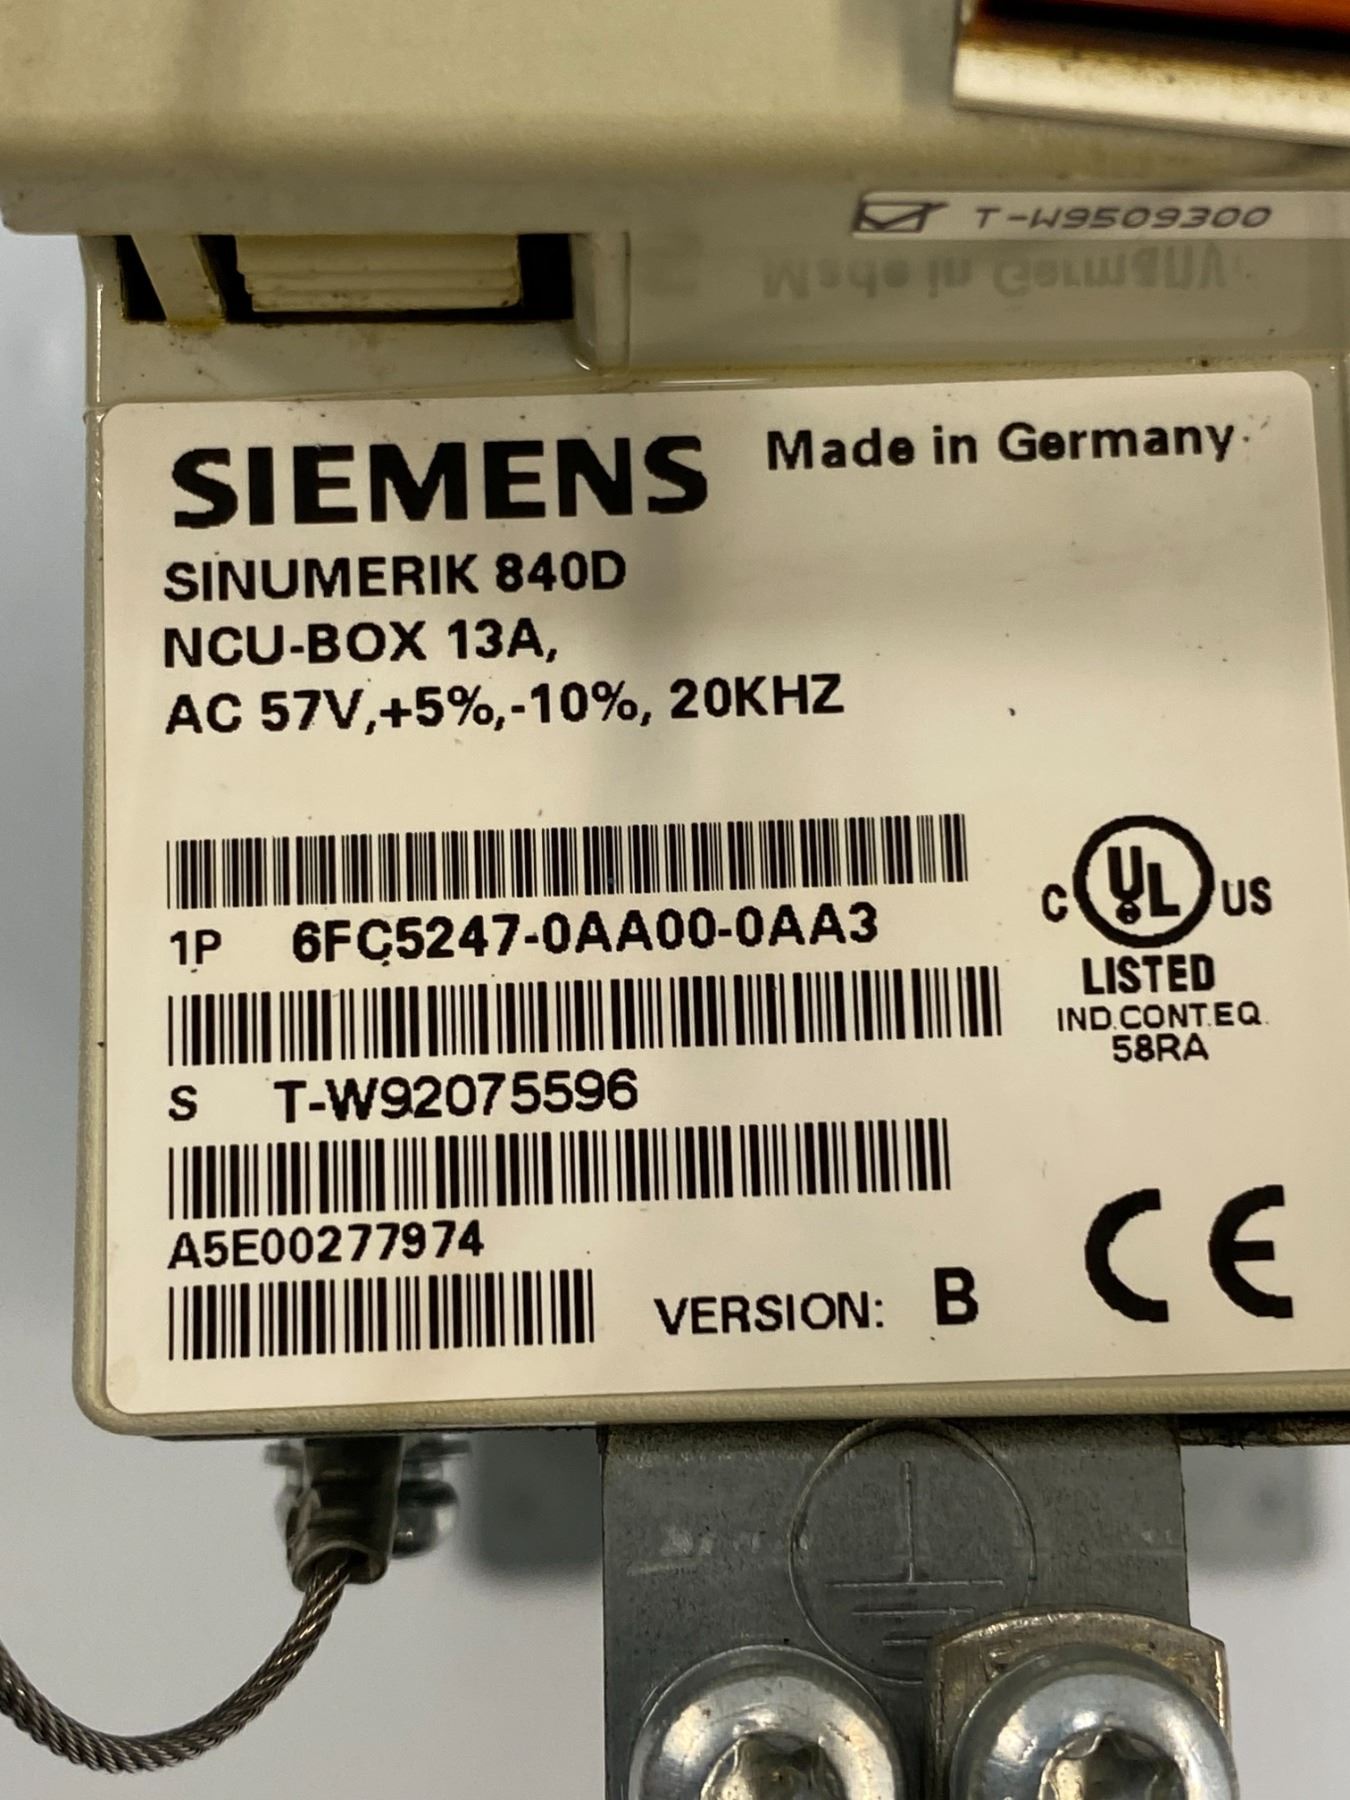 T-W9509300
SIEMENS Made in Germany
SINUMERIK 840D
NCU-BOX 13A,
AC 57V,+5%,-10%, 20KHZ
1P 6FC5247-0AA00-0AA3
C UL US
LISTED
IND.CONT.EQ.
58RA
S T-W92075596
A5E00277974
VERSION: B
CE